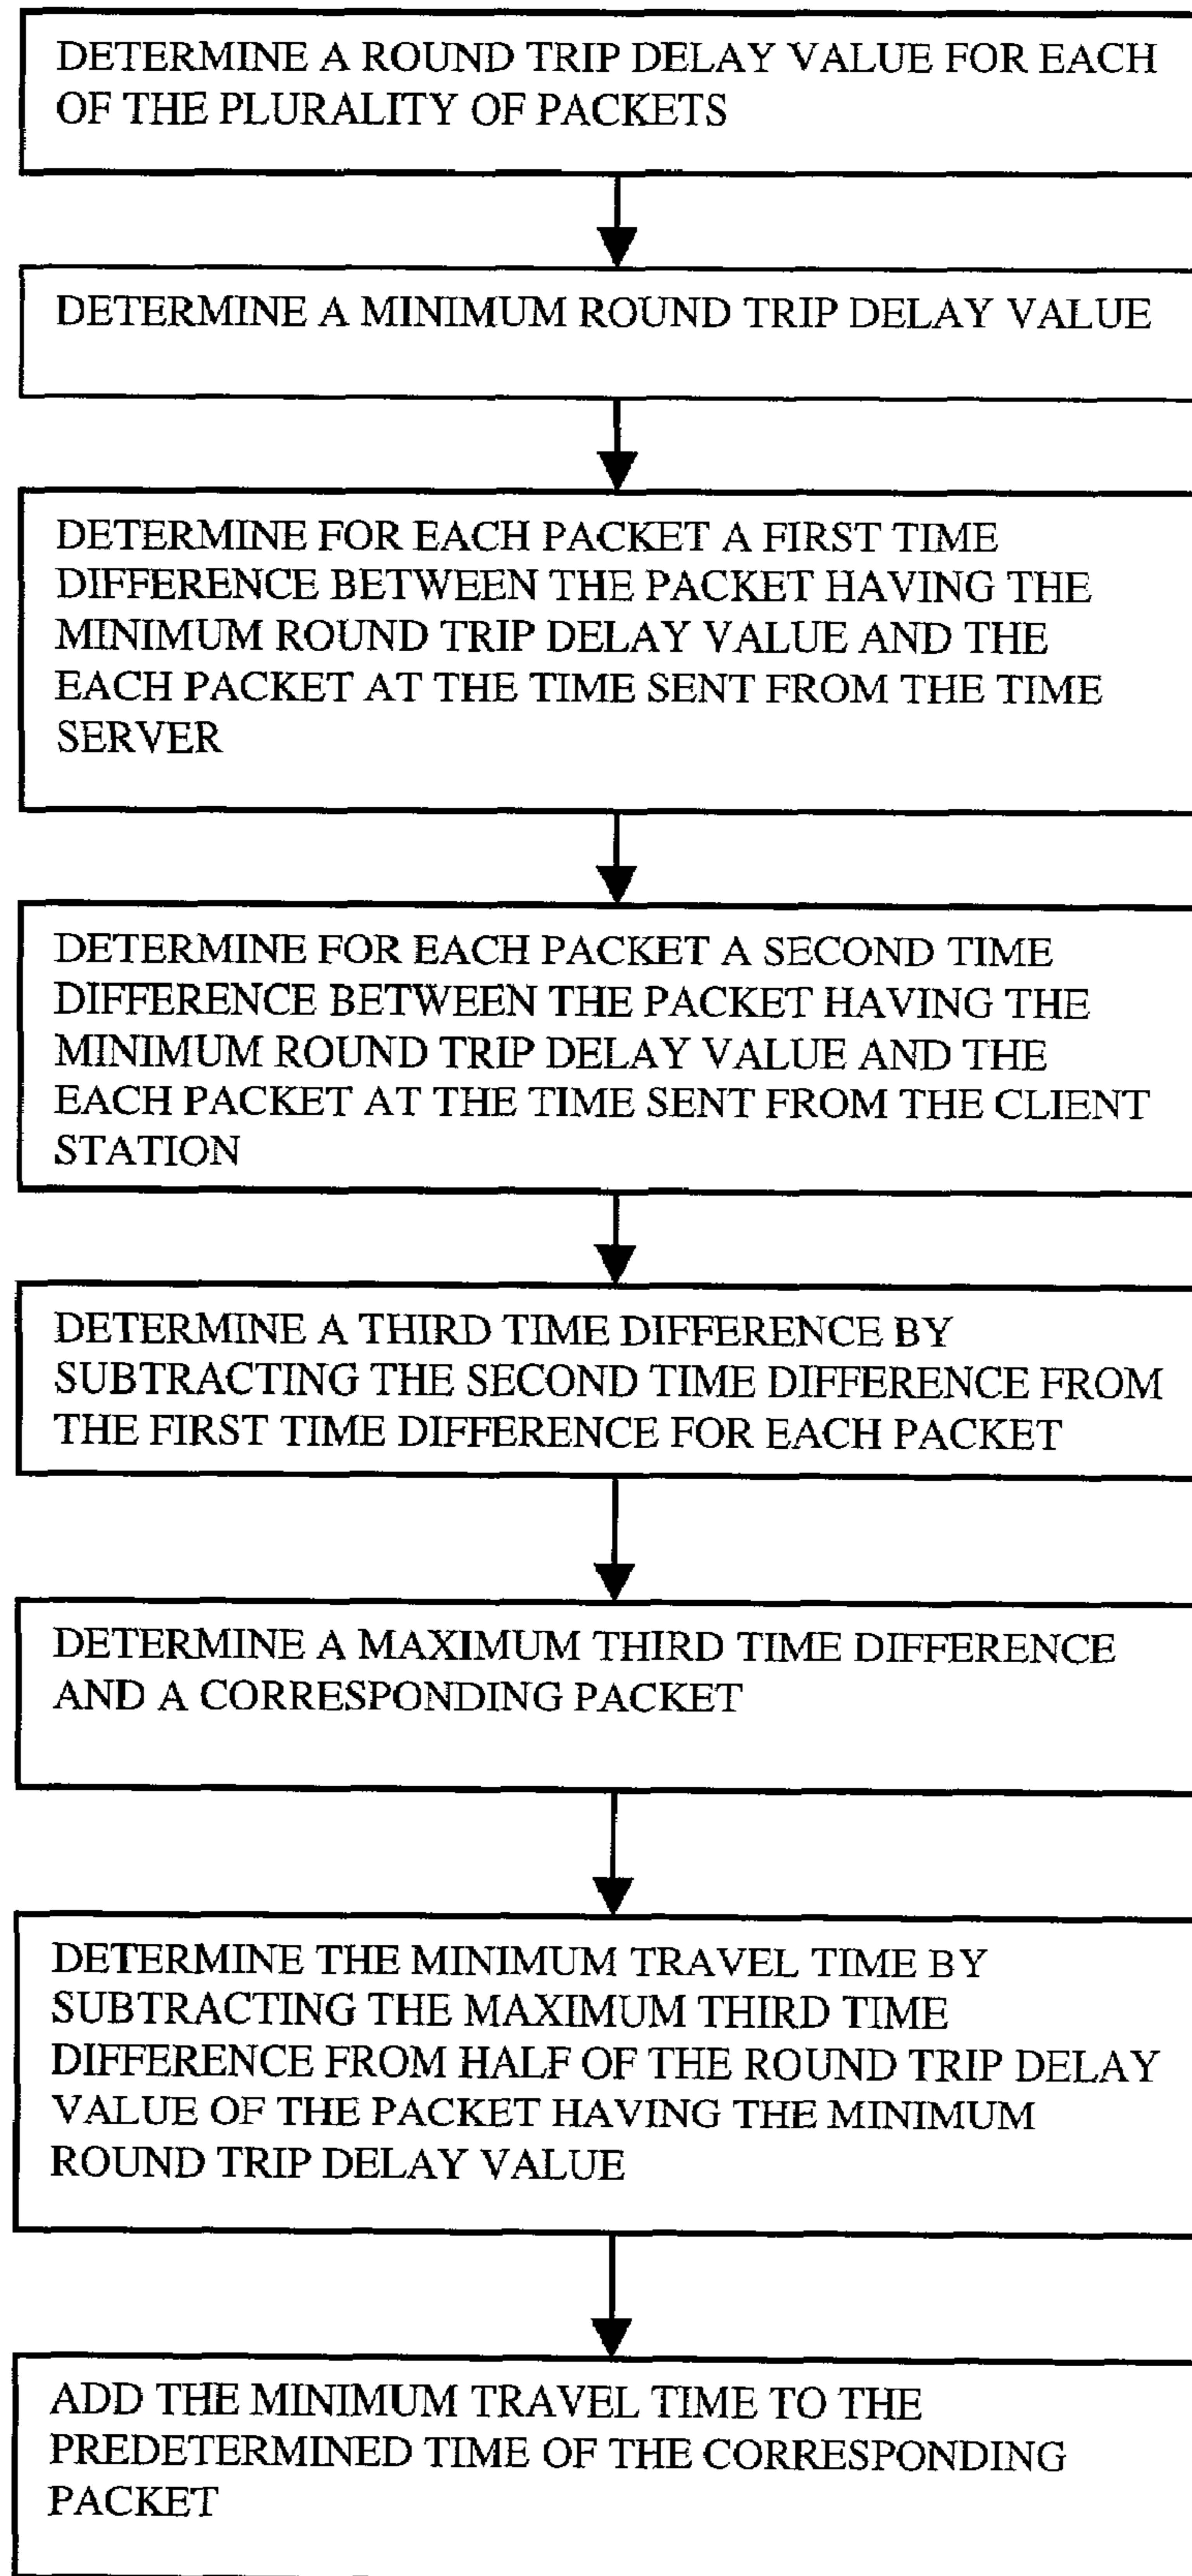 DETERMINE A ROUND TRIP DELAY VALUE FOR EACH
OF THE PLURALITY OF PACKETS
DETERMINE A MINIMUM ROUND TRIP DELAY VALUE
DETERMINE FOR EACH PACKET A FIRST TIME
DIFFERENCE BETWEEN THE PACKET HAVING THE
MINIMUM ROUND TRIP DELAY VALUE AND THE
EACH PACKET AT THE TIME SENT FROM THE TIME
SERVER
DETERMINE FOR EACH PACKET A SECOND TIME
DIFFERENCE BETWEEN THE PACKET HAVING THE
MINIMUM ROUND TRIP DELAY VALUE AND THE
EACH PACKET AT THE TIME SENT FROM THE CLIENT
STATION
DETERMINE A THIRD TIME DIFFERENCE BY
SUBTRACTING THE SECOND TIME DIFFERENCE FROM
THE FIRST TIME DIFFERENCE FOR EACH PACKET
DETERMINE A MAXIMUM THIRD TIME DIFFERENCE
AND A CORRESPONDING PACKET
DETERMINE THE MINIMUM TRAVEL TIME BY
SUBTRACTING THE MAXIMUM THIRD TIME
DIFFERENCE FROM HALF OF THE ROUND TRIP DELAY
VALUE OF THE PACKET HAVING THE MINIMUM
ROUND TRIP DELAY VALUE
ADD THE MINIMUM TRAVEL TIME TO THE
PREDETERMINED TIME OF THE CORRESPONDING
PACKET